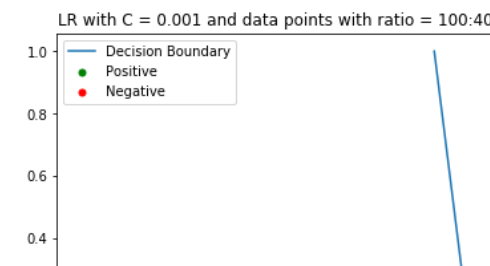 LR with C = 0.001 and data points with ratio = 100:40
Decision Boundary
Positive
Negative
1.0
0.8
0.6
0.4